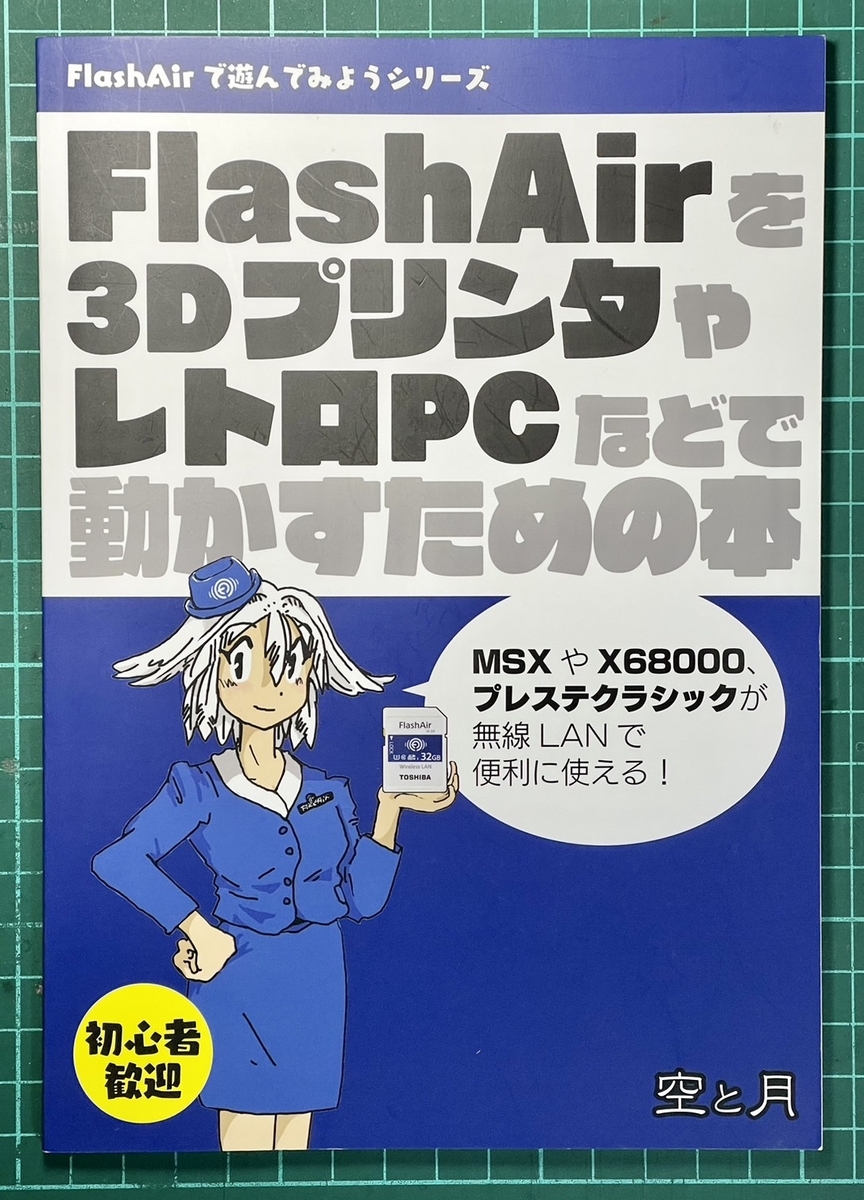 FlashAirで遊んでみようシリーズ
FlashAirを
3Dプリンタや
レトロPCなどで
動かすための本
MSXやX68000、
プレステクラシックが
無線LANで
便利に使える！
FlashAir
LOCK
32GB
Wireless LAN
TOSHIBA
FlashAir
初心者
歓迎
空と月